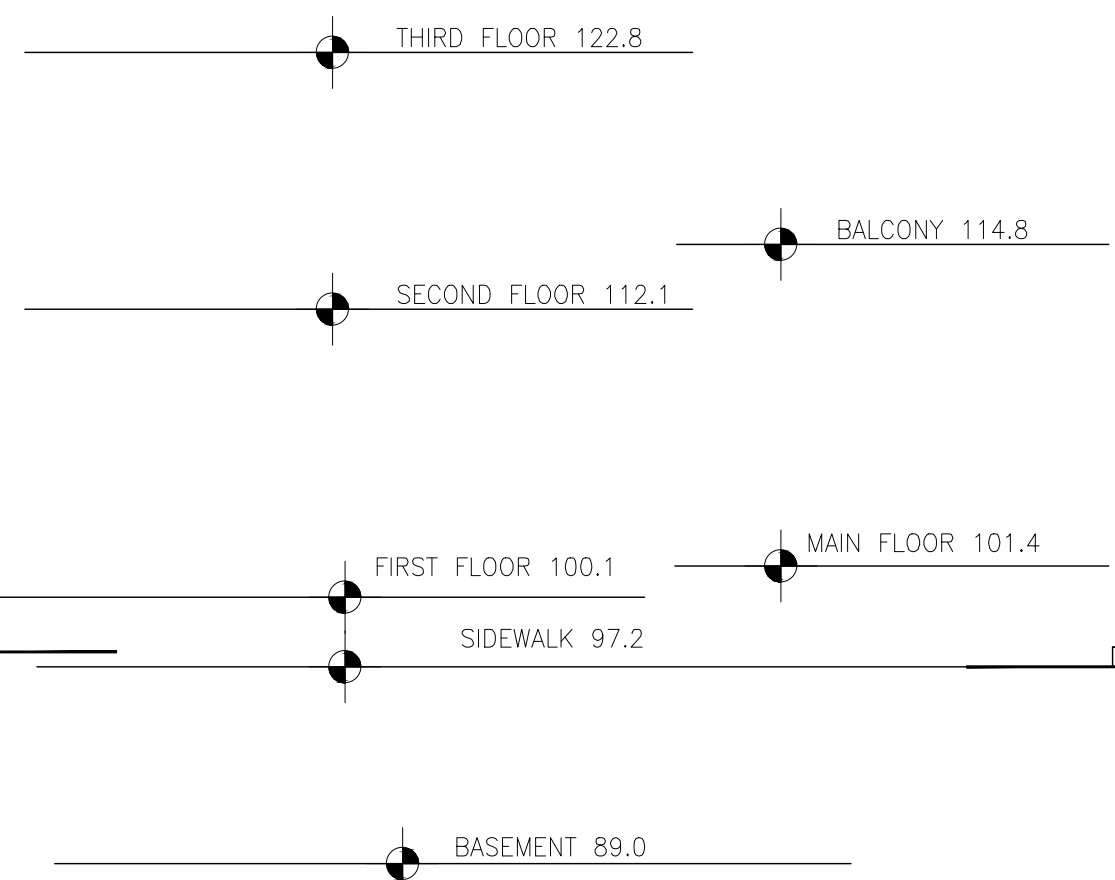 THIRD FLOOR 122.8
BALCONY 114.8
SECOND FLOOR 112.1
MAIN FLOOR 101.4
FIRST FLOOR 100.1
SIDEWALK 97.2
BASEMENT 89.0